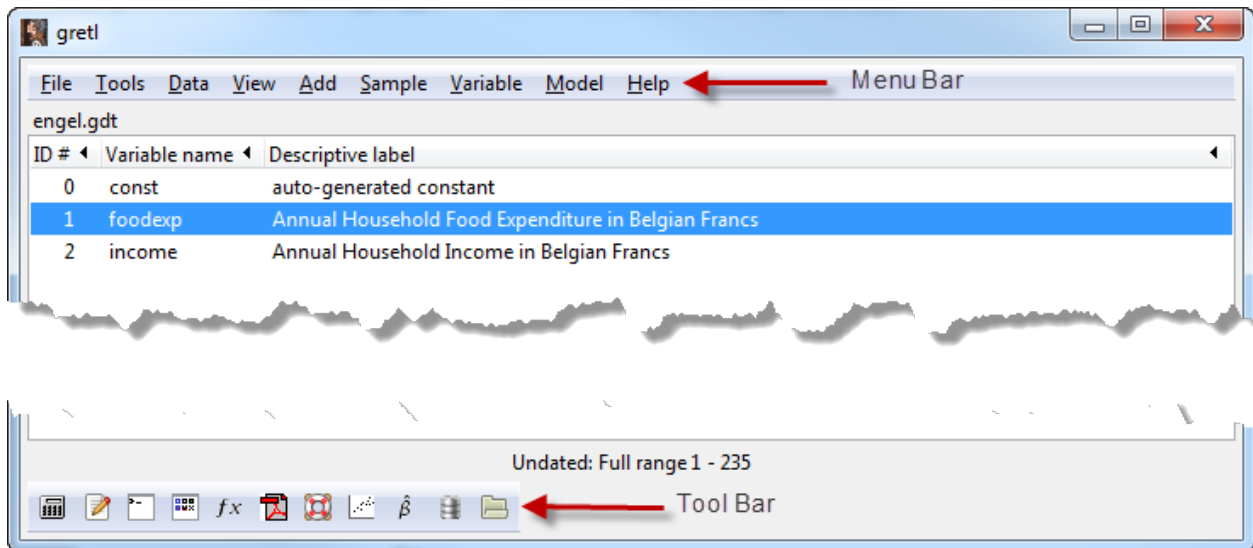 gretl
File Tools Data View Add Sample Variable Model Help Menu Bar
engel.gdt
ID # Variable name Descriptive label
0 const auto-generated constant
1 foodexp Annual Household Food Expenditure in Belgian Francs
2 income Annual Household Income in Belgian Francs
Undated: Full range 1 - 235
fx β̂ Tool Bar